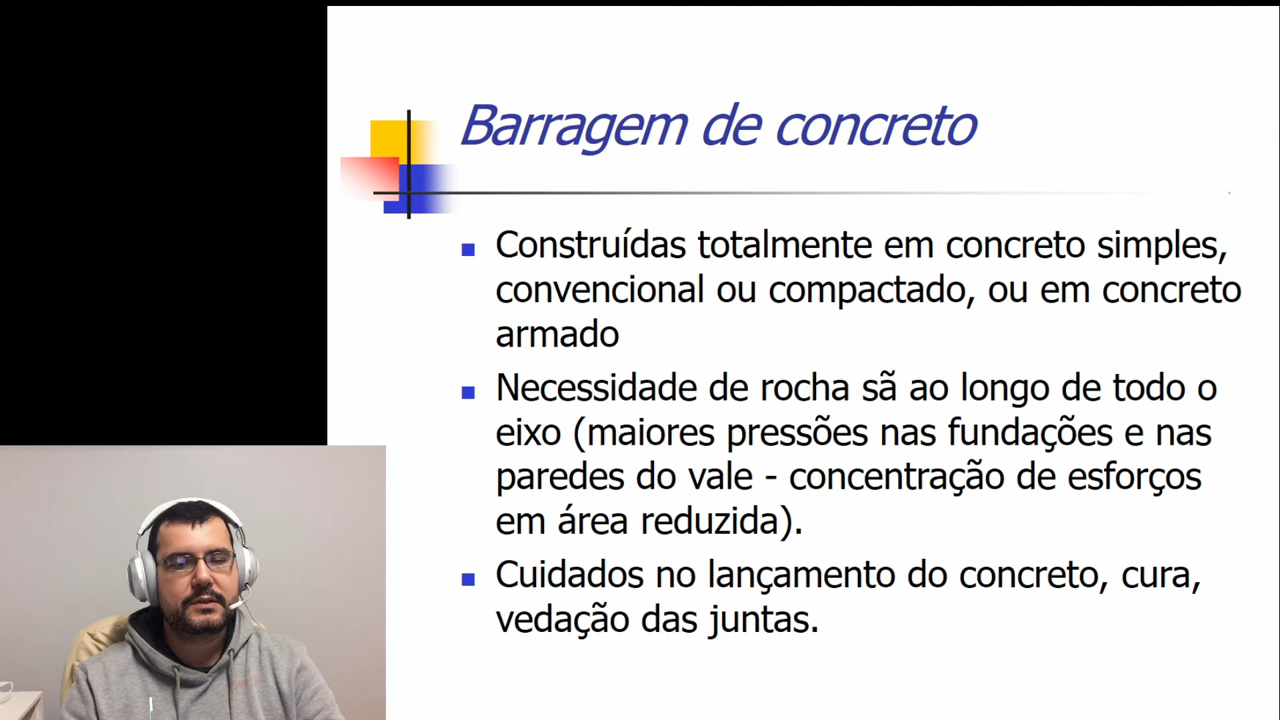 Barragem de concreto
Construídas totalmente em concreto simples,
convencional ou compactado, ou em concreto
armado
Necessidade de rocha sã ao longo de todo o
eixo (maiores pressões nas fundações e nas
paredes do vale - concentração de esforços
em área reduzida).
Cuidados no lançamento do concreto, cura,
vedação das juntas.